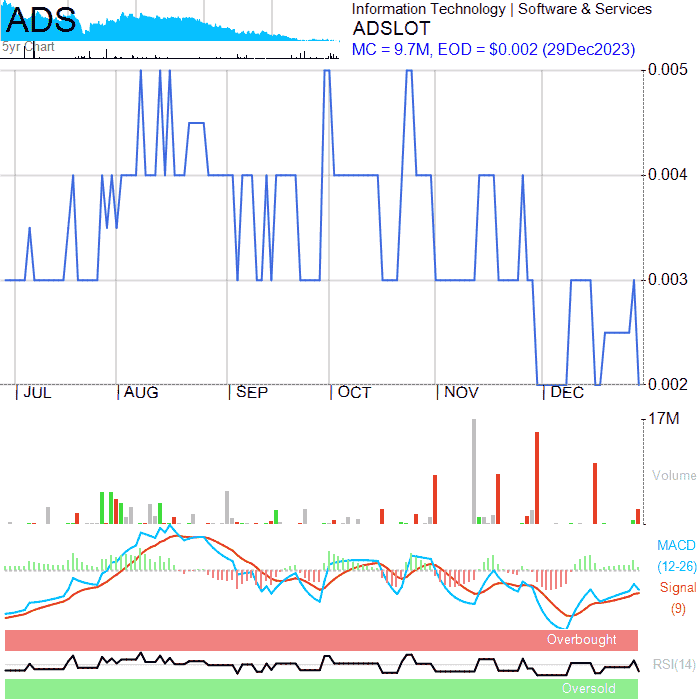 ADS
5yr Chart
Information Technology | Software & Services
ADSLOT
MC = 9.7M, EOD = $0.002 (29Dec2023)
0.005
0.004
0.003
0.002
JUL AUG SEP OCT NOV DEC
17M
Volume
MACD
(12-26)
Signal
(9)
Overbought
RSI(14)
Oversold